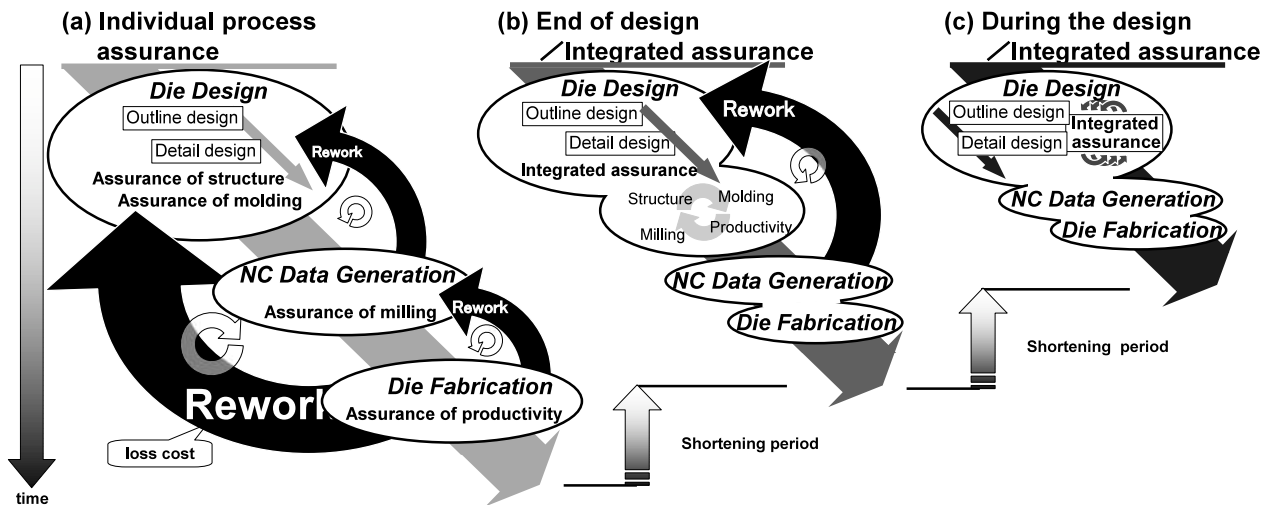 (a) Individual process
assurance
Die Design
Outline design
Detail design
Rework
Assurance of structure
Assurance of molding
NC Data Generation
Assurance of milling
Rework
Die Fabrication
Assurance of productivity
Rework
loss cost
time
(b) End of design
Integrated assurance
Die Design
Outline design
Detail design
Rework
Integrated assurance
Structure
Molding
Milling
Productivity
NC Data Generation
Die Fabrication
Shortening period
(c) During the design
Integrated assurance
Die Design
Outline design
Detail design
Integrated
assurance
NC Data Generation
Die Fabrication
Shortening period